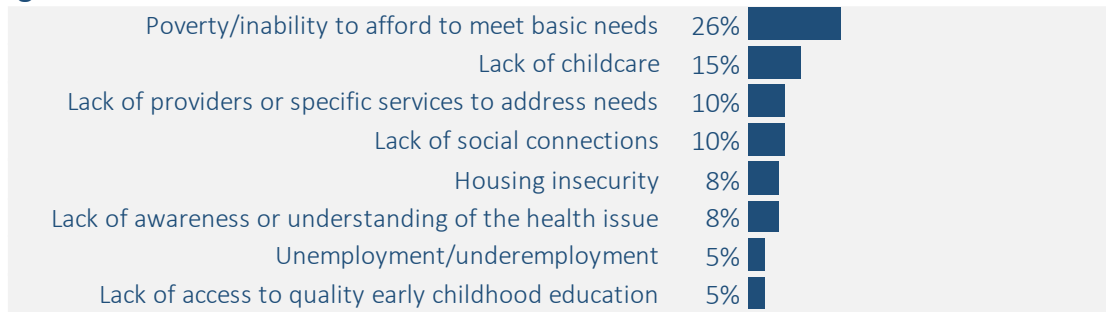 Poverty/inability to afford to meet basic needs 26%
Lack of childcare 15%
Lack of providers or specific services to address needs 10%
Lack of social connections 10%
Housing insecurity 8%
Lack of awareness or understanding of the health issue 8%
Unemployment/underemployment 5%
Lack of access to quality early childhood education 5%